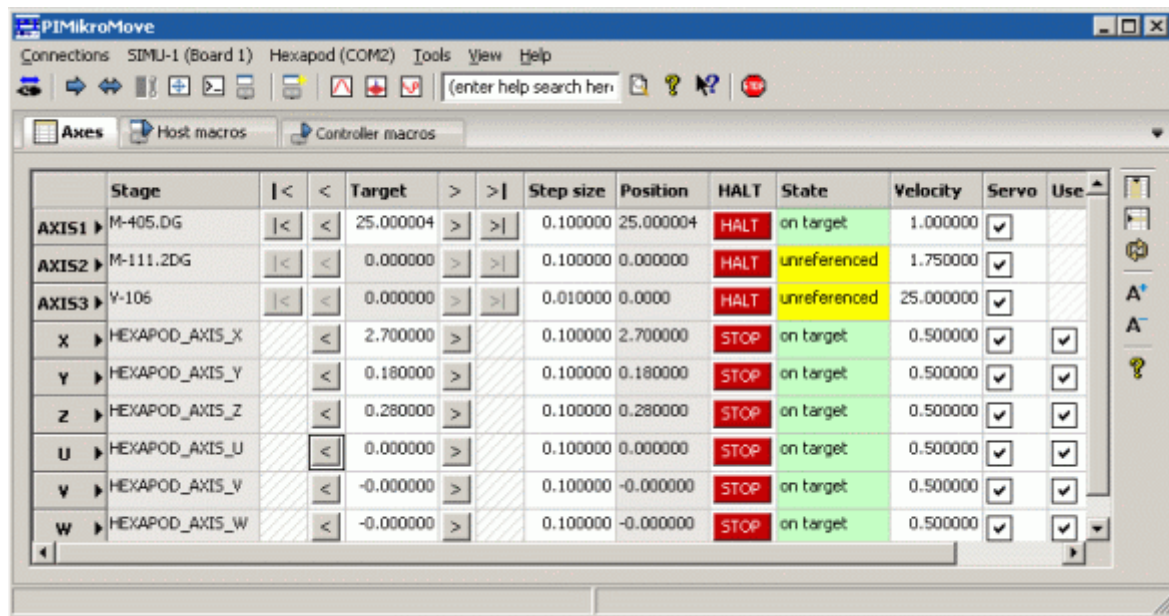 PIMikroMove
Connections SIMU-1 (Board 1) Hexapod (COM2) Tools View Help
(enter help search her STOP
Axes Host macros Controller macros
Stage |< < Target > >| Step size Position HALT State Velocity Servo Use
AXIS1 M-405.DG |< < 25.000004 > >| 0.100000 25.000004 HALT on target 1.000000
AXIS2 M-111.2DG |< < 0.000000 > >| 0.100000 0.000000 HALT unreferenced 1.750000
AXIS3 V-106 |< < 0.000000 > >| 0.010000 0.0000 HALT unreferenced 25.000000
X HEXAPOD_AXIS_X < 2.700000 > 0.100000 2.700000 STOP on target 0.500000
Y HEXAPOD_AXIS_Y < 0.180000 > 0.100000 0.180000 STOP on target 0.500000
Z HEXAPOD_AXIS_Z < 0.280000 > 0.100000 0.280000 STOP on target 0.500000
U HEXAPOD_AXIS_U < 0.000000 > 0.100000 0.000000 STOP on target 0.500000
V HEXAPOD_AXIS_V < -0.000000 > 0.100000 -0.000000 STOP on target 0.500000
W HEXAPOD_AXIS_W < -0.000000 > 0.100000 -0.000000 STOP on target 0.500000
A+
A-